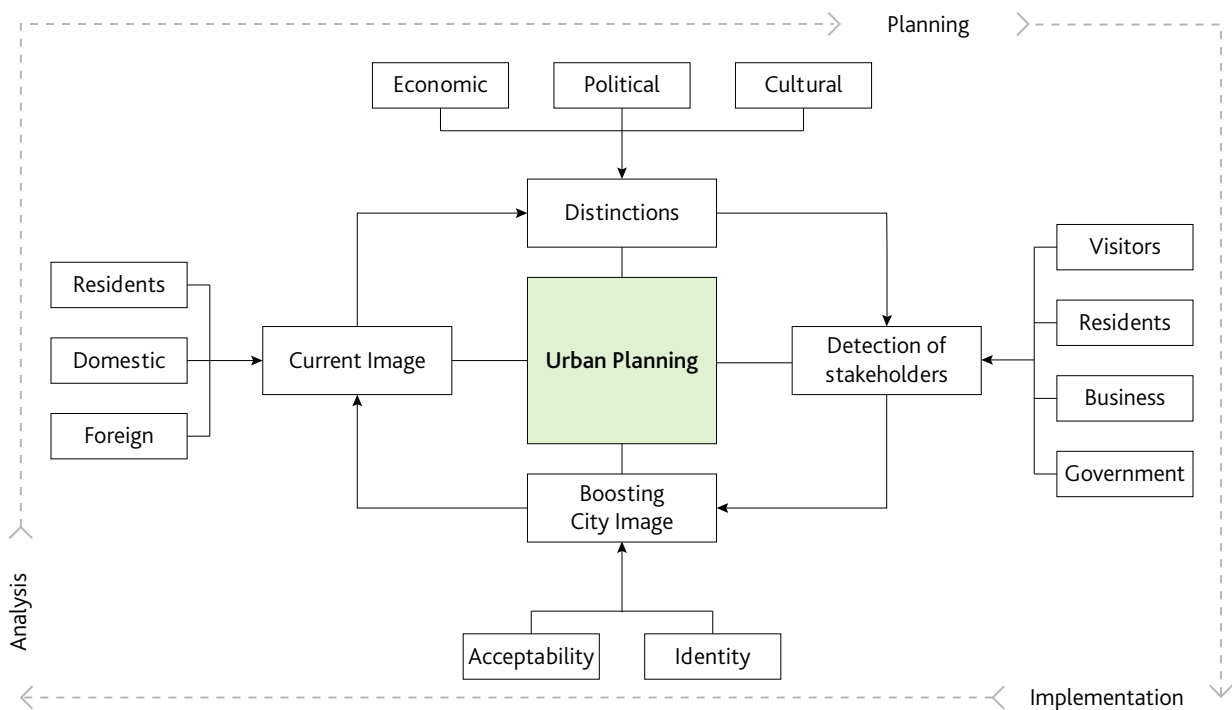 Planning
Economic
Political
Cultural
Distinctions
Visitors
Residents
Residents
Domestic
Current Image
Urban Planning
Detection of
stakeholders
Business
Foreign
Government
Boosting
City Image
Analysis
Acceptability
Identity
Implementation